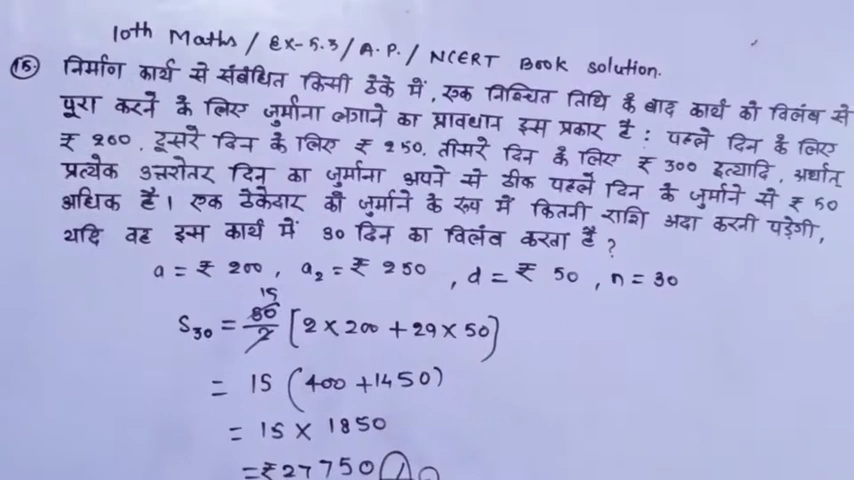 10th Maths / EX-5.3 / A.P. / NCERT Book solution.
(15) निर्माण कार्य से संबंधित किसी ठेके में, एक निश्चित तिथि के बाद कार्य को विलंब से
पूरा करने के लिए जुर्माना लगाने का प्रावधान इस प्रकार है : पहले दिन के लिए
₹ 200, दूसरे दिन के लिए ₹ 250, तीसरे दिन के लिए ₹ 300 इत्यादि, अर्थात्
प्रत्येक उत्तरोतर दिन का जुर्माना अपने से ठीक पहले दिन के जुर्माने से ₹ 50
अधिक है। एक ठेकेदार को जुर्माने के रूप में कितनी राशि अदा करनी पड़ेगी,
यदि वह इस कार्य में 30 दिन का विलंब करता है ?
a = ₹ 200, a₂ = ₹ 250, d = ₹ 50, n = 30
15
S₃₀ = 30/2 [2 × 200 + 29 × 50]
= 15 (400 + 1450)
= 15 × 1850
= ₹ 27750